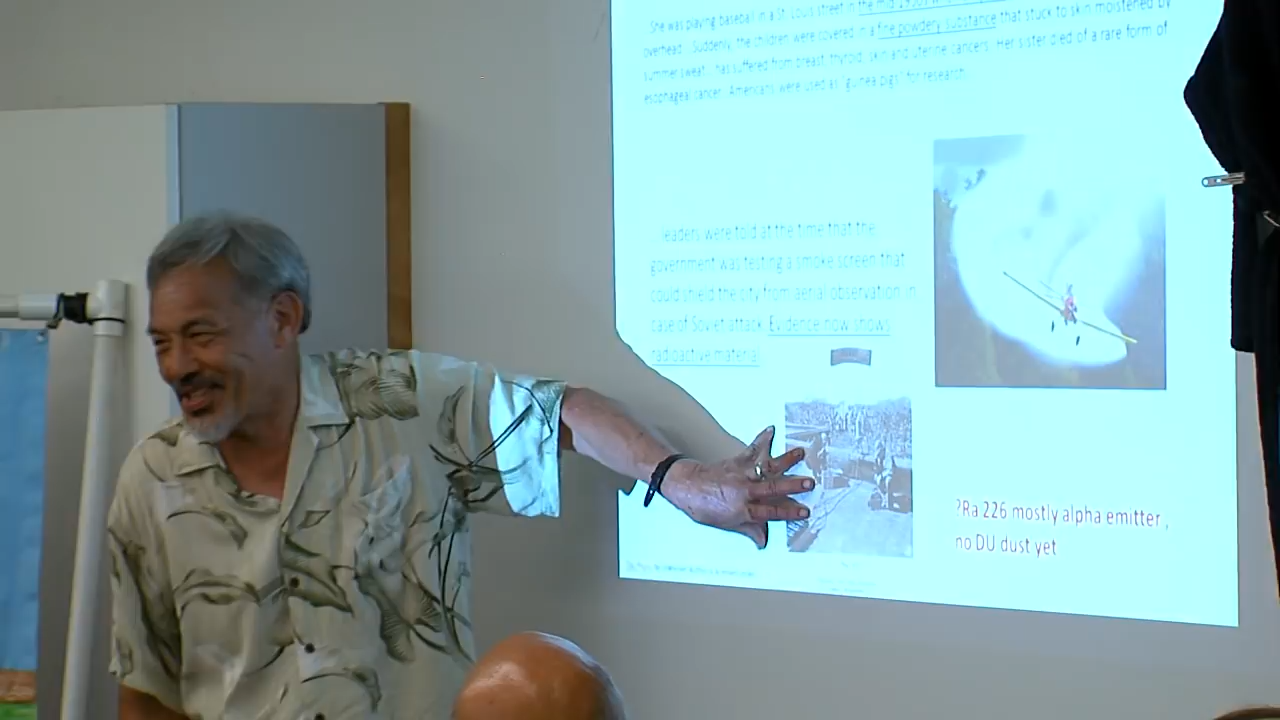 She was playing baseball in a St. Louis street in the mid 1950s
overhead. Suddenly, the children were covered in a fine powdery substance that stuck to skin moistened by
summer sweat.. has suffered from breast, thyroid, skin and uterine cancers. Her sister died of a rare form of
esophageal cancer. Americans were used as "guinea pigs" for research.
leaders were told at the time that the
government was testing a smoke screen that
could shield the city from aerial observation in
case of Soviet attack. Evidence now shows
radioactive material.
?Ra 226 mostly alpha emitter ,
no DU dust yet